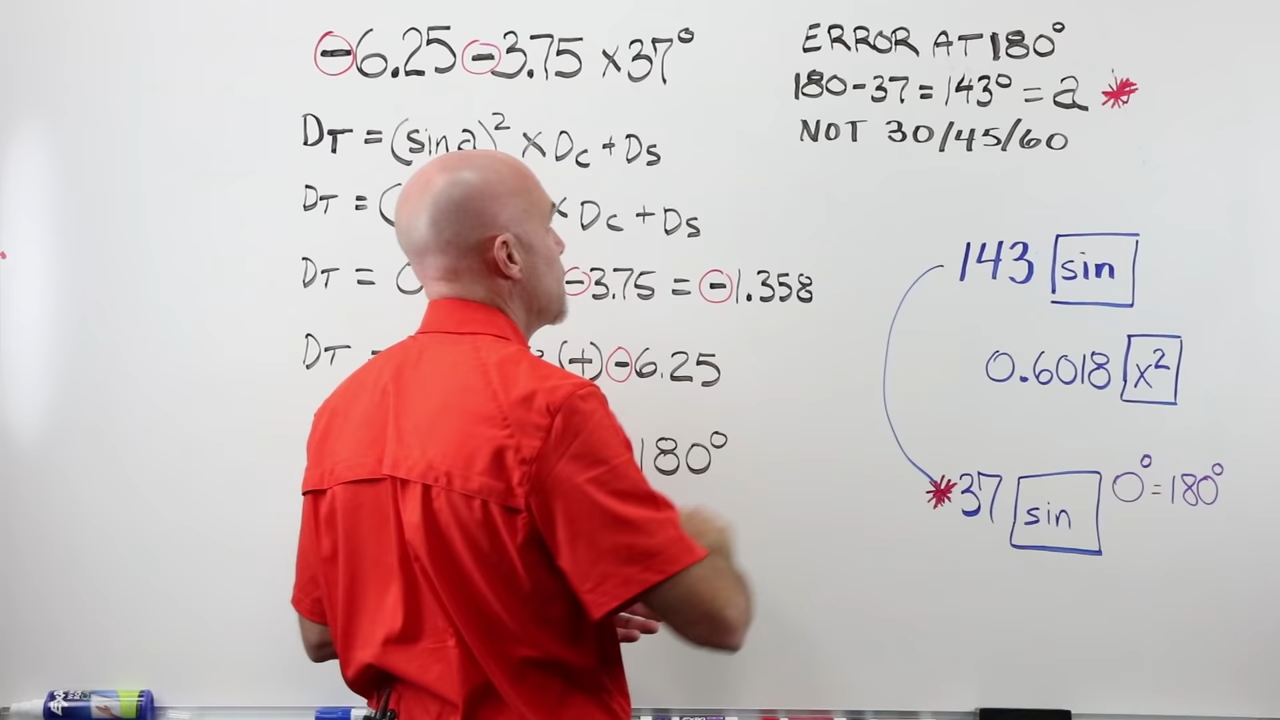 -6.25 -3.75 ×37°
DT = (sin a)² × Dc + Ds
DT = ( × Dc + Ds
DT = 0 -3.75 = -1.358
DT = (+) -6.25
180°
ERROR AT 180°
180-37 = 143° = a *
NOT 30/45/60
143 sin
0.6018 x²
* 37 sin 0° = 180°